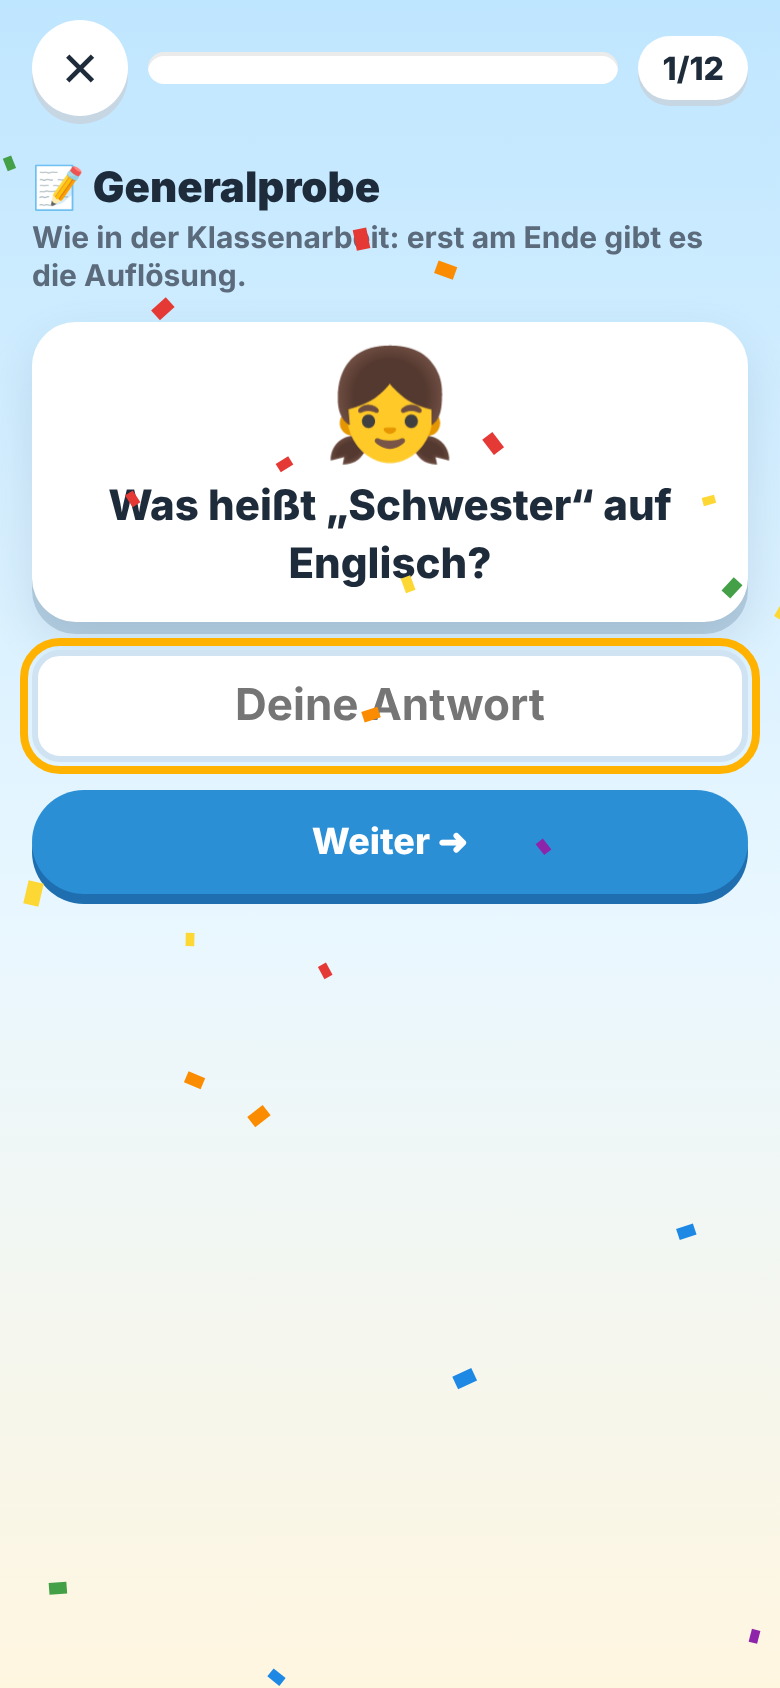 1/12
📝 Generalprobe
Wie in der Klassenarbeit: erst am Ende gibt es
die Auflösung.
Was heißt „Schwester“ auf
Englisch?
Deine Antwort
Weiter ➜